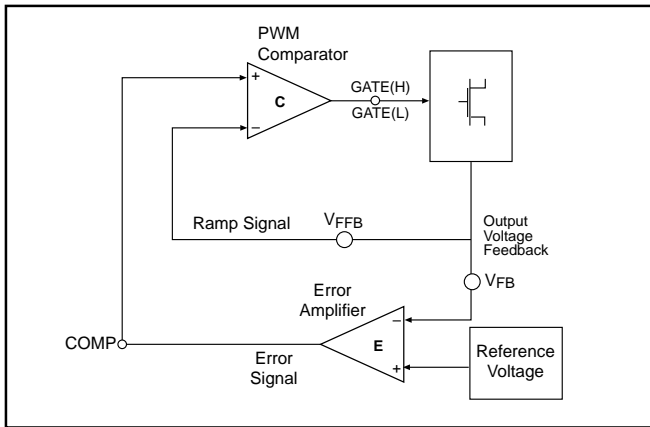 PWM
Comparator
+
C
–
GATE(H)
GATE(L)
Ramp Signal
VFFB
Output
Voltage
Feedback
VFB
Error
Amplifier
–
E
+
COMP
Error
Signal
Reference
Voltage